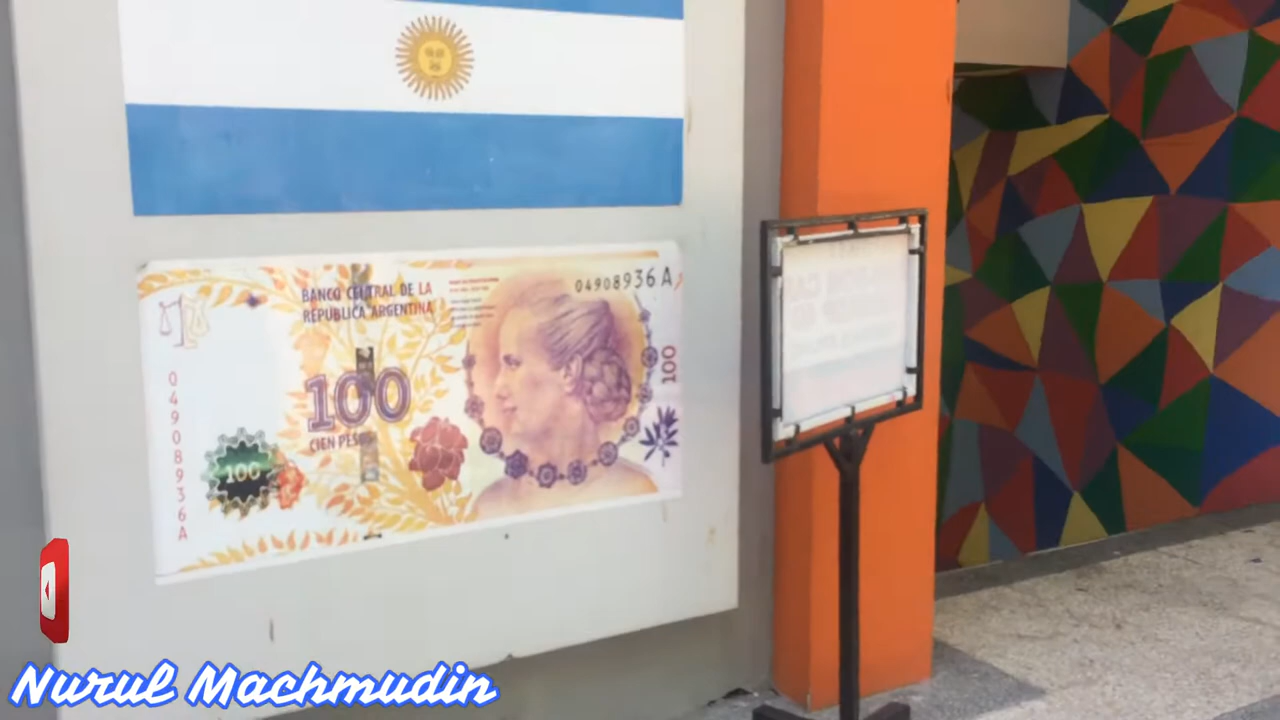 04908936 A
BANCO CENTRAL DE LA
REPÚBLICA ARGENTINA
100
100
CIEN PESOS
100
04908936A
Nurul Machmudin